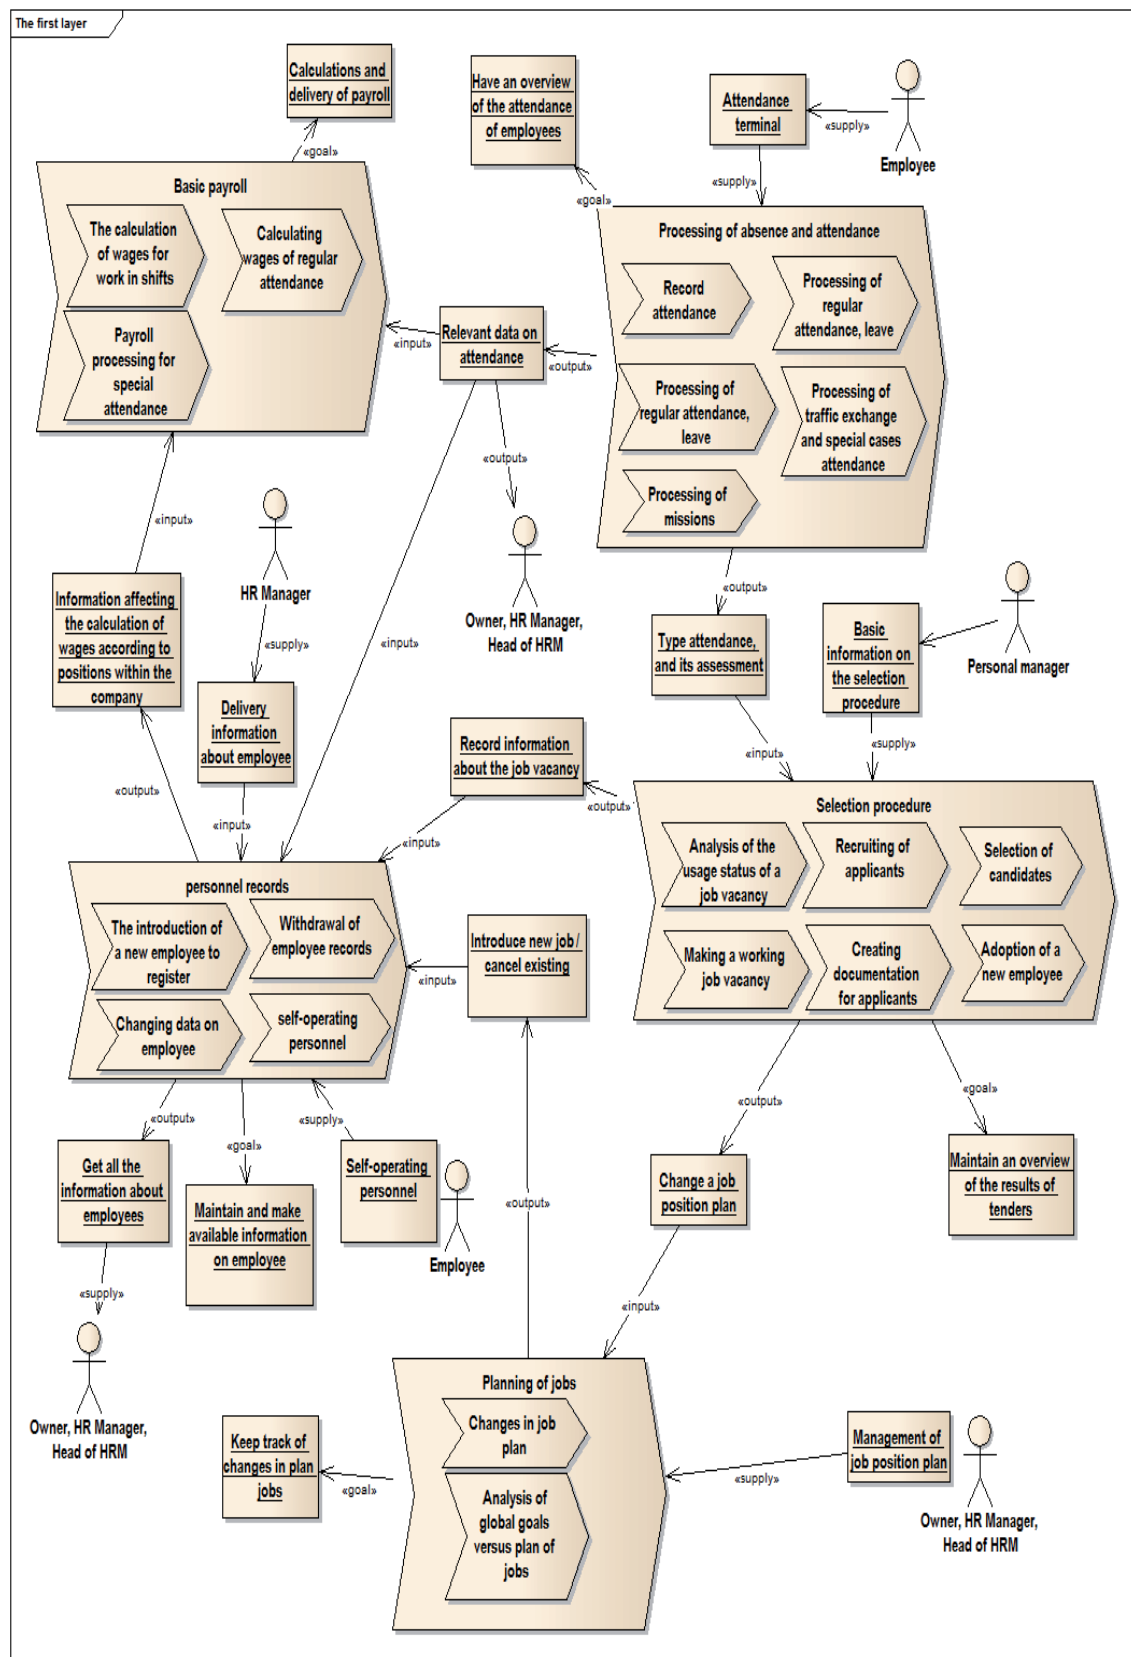 The first layer
Calculations and
delivery of payroll
«goal»
Have an overview
of the attendance
of employees
«goal»
Attendance
terminal
«supply»
Employee
«supply»
Basic payroll
The calculation
of wages for
work in shifts
Calculating
wages of regular
attendance
Payroll
processing for
special
attendance
Processing of absence and attendance
Record
attendance
Processing of
regular
attendance, leave
Processing of
regular attendance,
leave
Processing of
traffic exchange
and special cases
attendance
Processing of
missions
«input»
Relevant data on
attendance
«output»
«output»
Owner, HR Manager,
Head of HRM
«input»
«input»
HR Manager
«supply»
Information affecting
the calculation of
wages according to
positions within the
company
«output»
Delivery
information
about employee
«input»
«output»
Type attendance,
and its assessment
«input»
Basic
information on
the selection
procedure
Personal manager
«supply»
Record information
about the job vacancy
«output»
«input»
Selection procedure
Analysis of the
usage status of a
job vacancy
Recruiting of
applicants
Selection of
candidates
Making a working
job vacancy
Creating
documentation
for applicants
Adoption of a
new employee
personnel records
The introduction of
a new employee to
register
Withdrawal of
employee records
Changing data on
employee
self-operating
personnel
«input»
Introduce new job /
cancel existing
«output»
«output»
«goal»
«supply»
Get all the
information about
employees
Maintain and make
available information
on employee
Self-operating
personnel
Employee
«supply»
Owner, HR Manager,
Head of HRM
«output»
«goal»
Change a job
position plan
Maintain an overview
of the results of
tenders
«input»
Planning of jobs
Changes in job
plan
Analysis of
global goals
versus plan of
jobs
Keep track of
changes in plan
jobs
«goal»
«supply»
Management of
job position plan
Owner, HR Manager,
Head of HRM